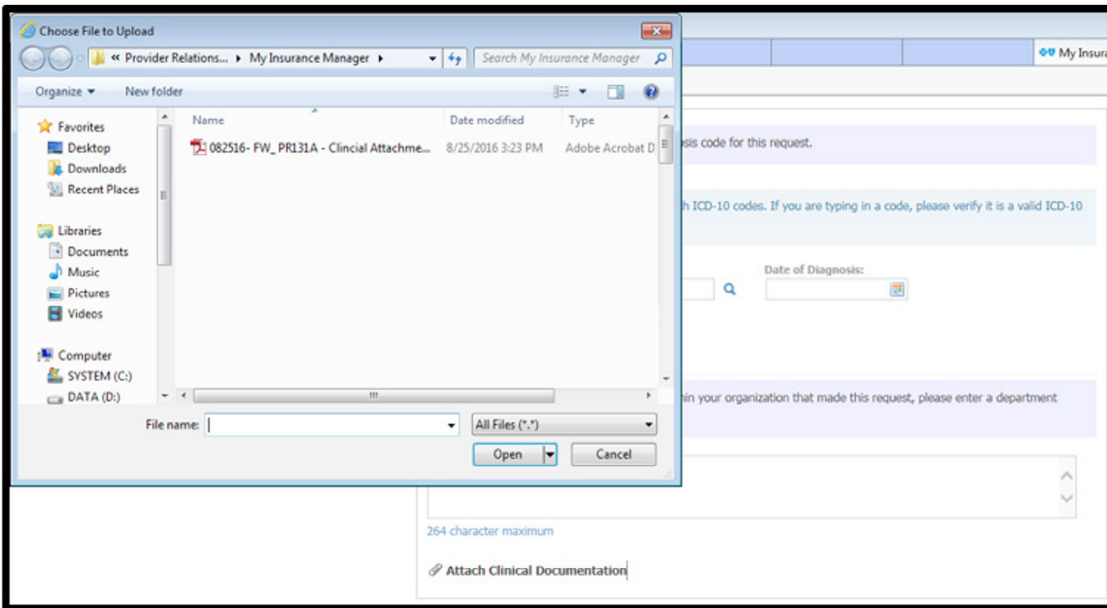 Choose File to Upload
« Provider Relations... ▸ My Insurance Manager ▸
Search My Insurance Manager
My Insura
Organize
New folder
Name
Date modified
Type
082516- FW_ PR131A - Clincial Attachme...
8/25/2016 3:23 PM
Adobe Acrobat D
Favorites
Desktop
Downloads
Recent Places
Libraries
Documents
Music
Pictures
Videos
Computer
SYSTEM (C:)
DATA (D:)
File name:
All Files (*.*)
Open
Cancel
sis code for this request.
h ICD-10 codes. If you are typing in a code, please verify it is a valid ICD-10
Date of Diagnosis:
hin your organization that made this request, please enter a department
264 character maximum
Attach Clinical Documentation